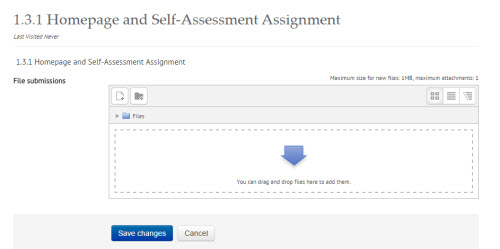 1.3.1 Homepage and Self-Assessment Assignment
Last Visited Never
1.3.1 Homepage and Self-Assessment Assignment
File submissions
Maximum size for new files: 1MB, maximum attachments: 1
Files
You can drag and drop files here to add them.
Save changes Cancel